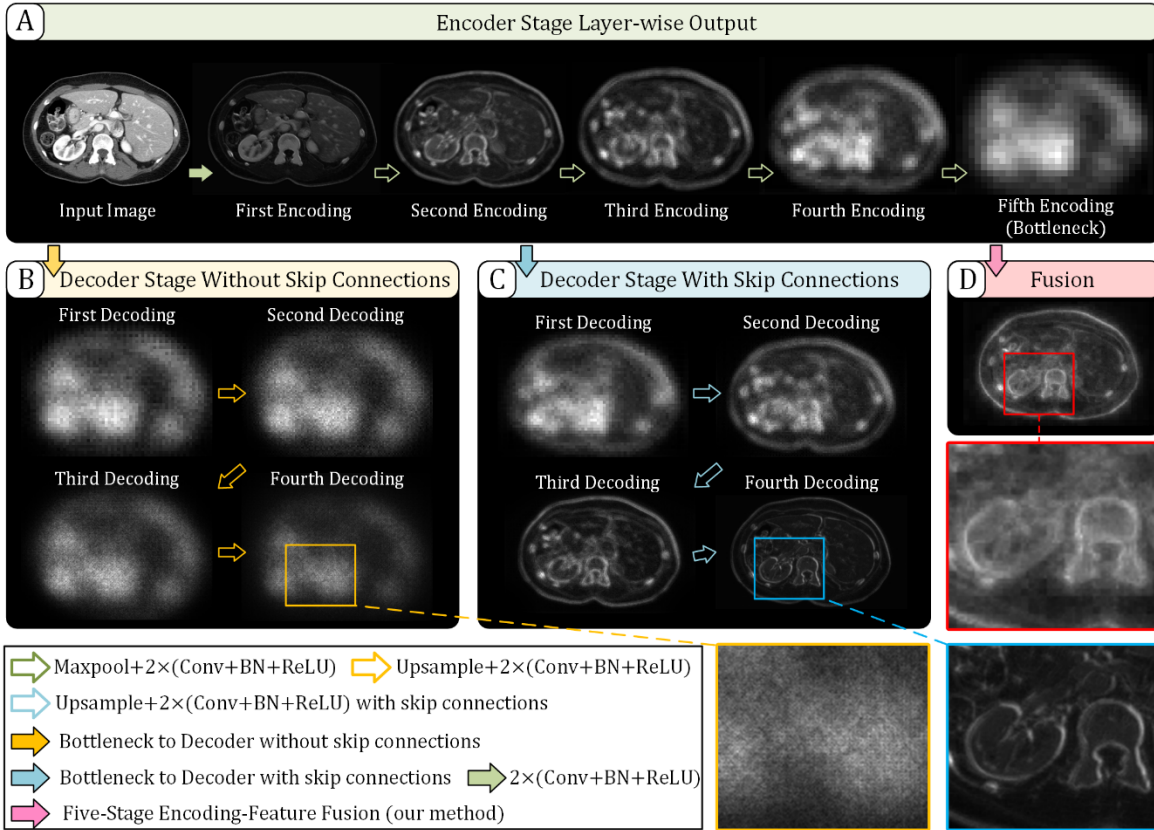 A
Encoder Stage Layer-wise Output
Input Image
First Encoding
Second Encoding
Third Encoding
Fourth Encoding
Fifth Encoding
(Bottleneck)
B
Decoder Stage Without Skip Connections
First Decoding
Second Decoding
Third Decoding
Fourth Decoding
C
Decoder Stage With Skip Connections
First Decoding
Second Decoding
Third Decoding
Fourth Decoding
D
Fusion
Maxpool+2×(Conv+BN+ReLU)
Upsample+2×(Conv+BN+ReLU)
Upsample+2×(Conv+BN+ReLU) with skip connections
Bottleneck to Decoder without skip connections
Bottleneck to Decoder with skip connections
2×(Conv+BN+ReLU)
Five-Stage Encoding-Feature Fusion (our method)